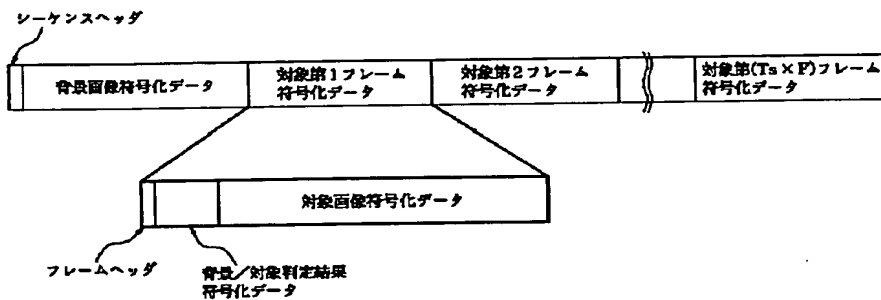 シーケンスヘッダ
背景画像符号化データ
対象第1フレーム
符号化データ
対象第2フレーム
符号化データ
対象第(Ts×F)フレーム
符号化データ
対象画像符号化データ
フレームヘッダ
背景／対象判定結果
符号化データ